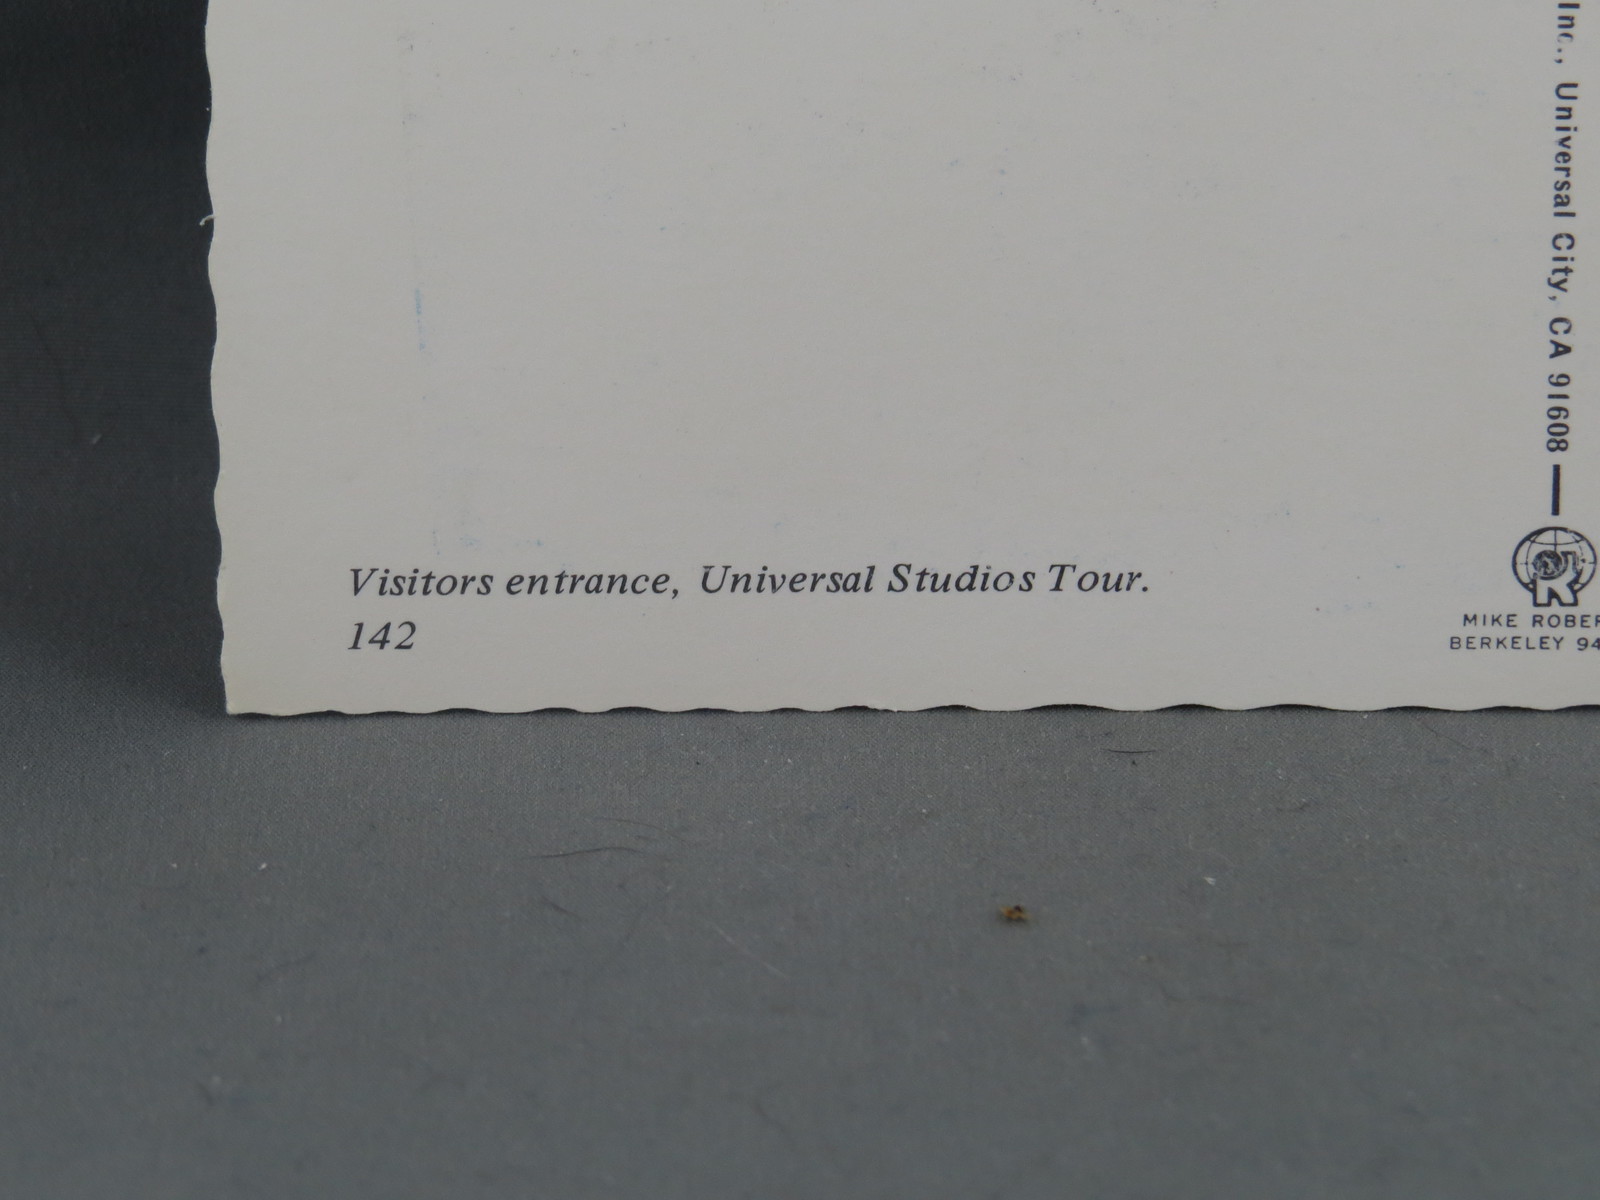 Inc., Universal City, CA 91608
Visitors entrance, Universal Studios Tour.
142
MIKE ROBER
BERKELEY 94